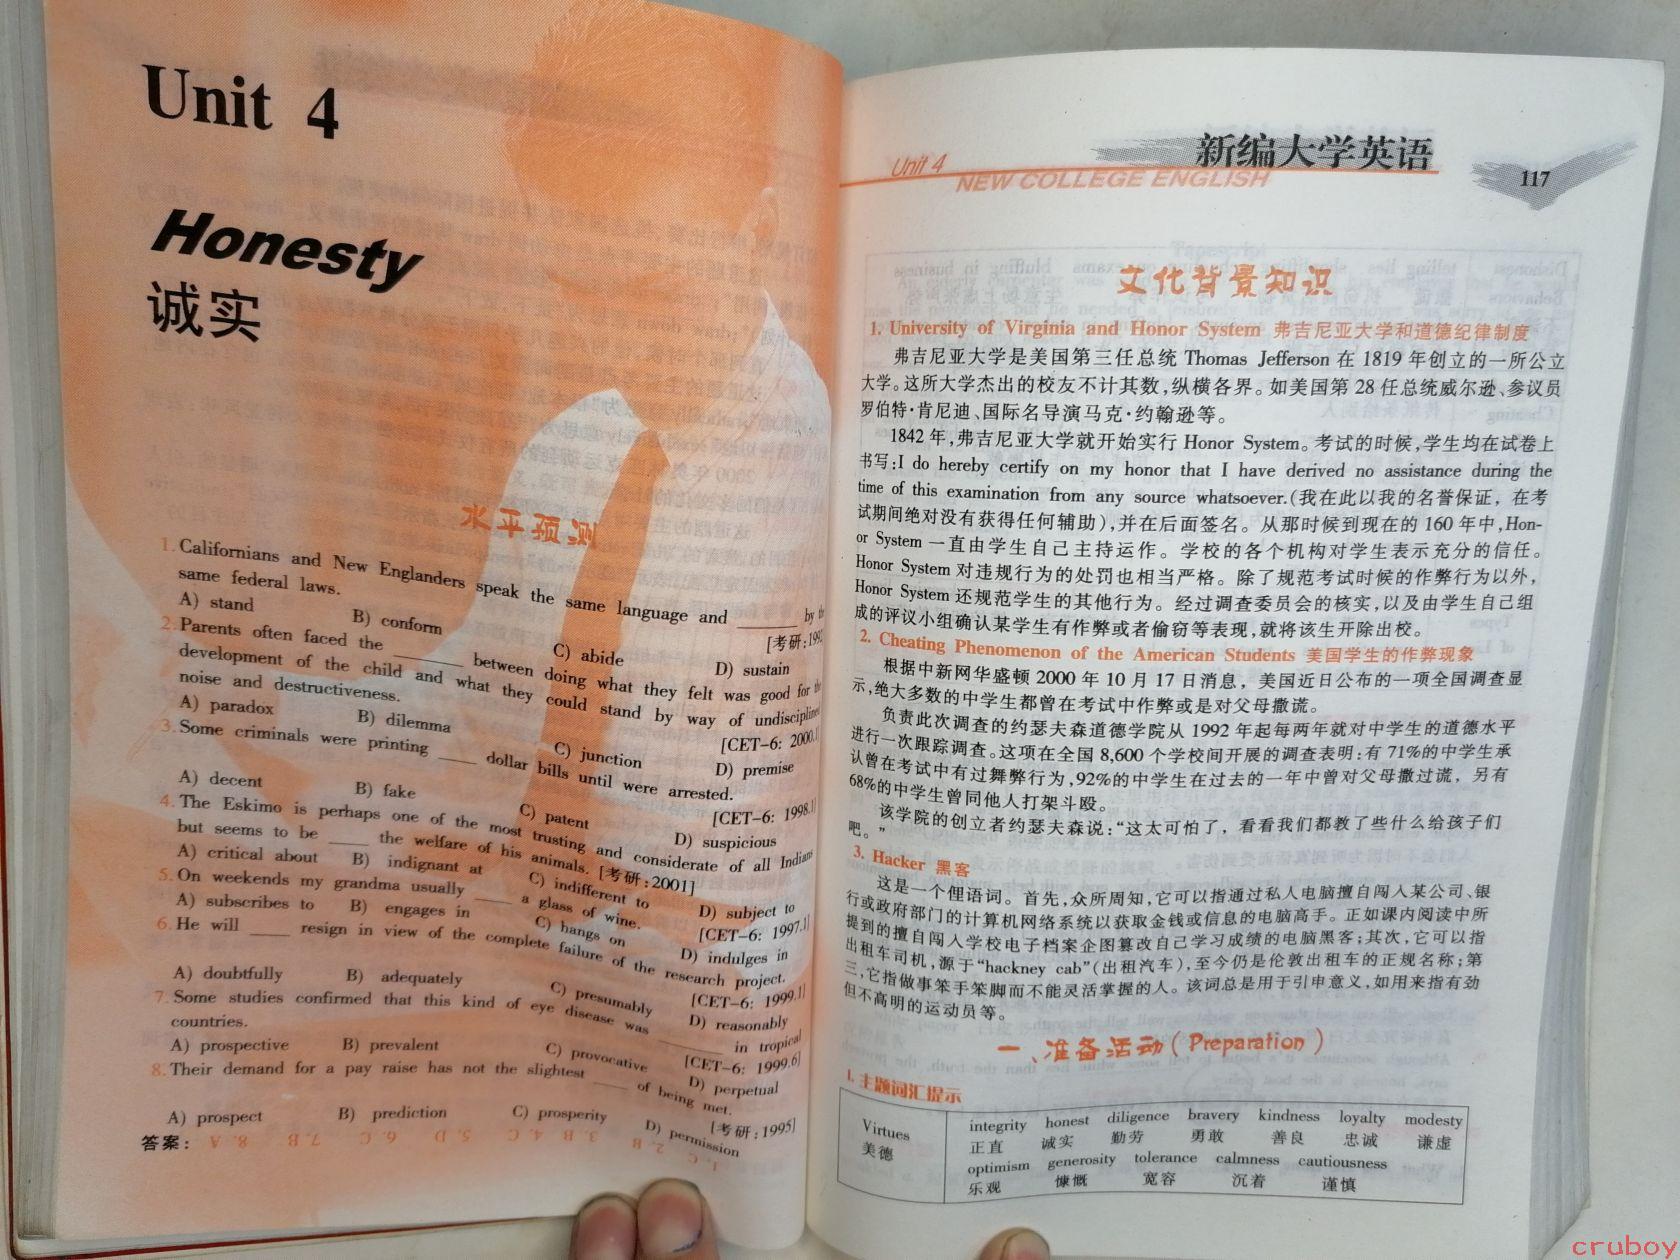 Unit 4
Honesty
诚实
水平预测
1. Californians and New Englanders speak the same language and ______ by the
same federal laws.
[考研:1992
A) stand B) conform C) abide D) sustain
2. Parents often faced the ______ between doing what they felt was good for the
development of the child and what they could stand by way of undisciplined
noise and destructiveness.
[CET-6: 2000.1]
A) paradox B) dilemma C) junction D) premise
3. Some criminals were printing ____ dollar bills until were arrested.
[CET-6: 1998.1]
A) decent B) fake C) patent D) suspicious
4. The Eskimo is perhaps one of the most trusting and considerate of all Indians
but seems to be ____ the welfare of his animals. [考研:2001]
A) critical about B) indignant at C) indifferent to D) subject to
5. On weekends my grandma usually ____ a glass of wine.
[CET-6: 1997.1]
A) subscribes to B) engages in C) hangs on D) indulges in
6. He will ____ resign in view of the complete failure of the research project.
[CET-6: 1999.1]
A) doubtfully B) adequately C) presumably D) reasonably
7. Some studies confirmed that this kind of eye disease was ______ in tropical
countries.
[CET-6: 1999.6]
A) prospective B) prevalent C) provocative D) perpetual
8. Their demand for a pay raise has not the slightest ____ of being met.
[考研:1995]
A) prospect B) prediction C) prosperity D) permission
答案:
1. C 2. B 3. B 4. C 5. D 6. C 7. B 8. A
Unit 4
新编大学英语
NEW COLLEGE ENGLISH
117
文化背景知识
1. University of Virginia and Honor System 弗吉尼亚大学和道德纪律制度
弗吉尼亚大学是美国第三任总统 Thomas Jefferson 在 1819 年创立的一所公立
大学。这所大学杰出的校友不计其数,纵横各界。如美国第 28 任总统威尔逊、参议员
罗伯特·肯尼迪、国际名导演马克·约翰逊等。
1842 年,弗吉尼亚大学就开始实行 Honor System。考试的时候,学生均在试卷上
书写:I do hereby certify on my honor that I have derived no assistance during the
time of this examination from any source whatsoever.(我在此以我的名誉保证，在考
试期间绝对没有获得任何辅助),并在后面签名。从那时候到现在的 160 年中,Hon-
or System 一直由学生自己主持运作。学校的各个机构对学生表示充分的信任。
Honor System 对违规行为的处罚也相当严格。除了规范考试时候的作弊行为以外,
Honor System 还规范学生的其他行为。经过调查委员会的核实,以及由学生自己组
成的评议小组确认某学生有作弊或者偷窃等表现,就将该生开除出校。
2. Cheating Phenomenon of the American Students 美国学生的作弊现象
根据中新网华盛顿 2000 年 10 月 17 日消息，美国近日公布的一项全国调查显
示,绝大多数的中学生都曾在考试中作弊或是对父母撒谎。
负责此次调查的约瑟夫森道德学院从 1992 年起每两年就对中学生的道德水平
进行一次跟踪调查。这项在全国 8,600 个学校间开展的调查表明:有 71%的中学生承
认曾在考试中有过舞弊行为,92%的中学生在过去的一年中曾对父母撒过谎，另有
68%的中学生曾同他人打架斗殴。
该学院的创立者约瑟夫森说:“这太可怕了，看看我们都教了些什么给孩子们
吧。”
3. Hacker 黑客
这是一个俚语词。首先,众所周知,它可以指通过私人电脑擅自闯入某公司、银
行或政府部门的计算机网络系统以获取金钱或信息的电脑高手。正如课内阅读中所
提到的擅自闯入学校电子档案企图篡改自己学习成绩的电脑黑客;其次,它可以指
出租车司机,源于“hackney cab”(出租汽车),至今仍是伦敦出租车的正规名称;第
三,它指做事笨手笨脚而不能灵活掌握的人。该词总是用于引申意义,如用来指有劲
但不高明的运动员等。
一、准备活动(Preparation)
1. 主题词汇提示
Virtues
美德
integrity honest diligence bravery kindness loyalty modesty
正直 诚实 勤劳 勇敢 善良 忠诚 谦虚
optimism generosity tolerance calmness cautiousness
乐观 慷慨 宽容 沉着 谨慎
cruboy